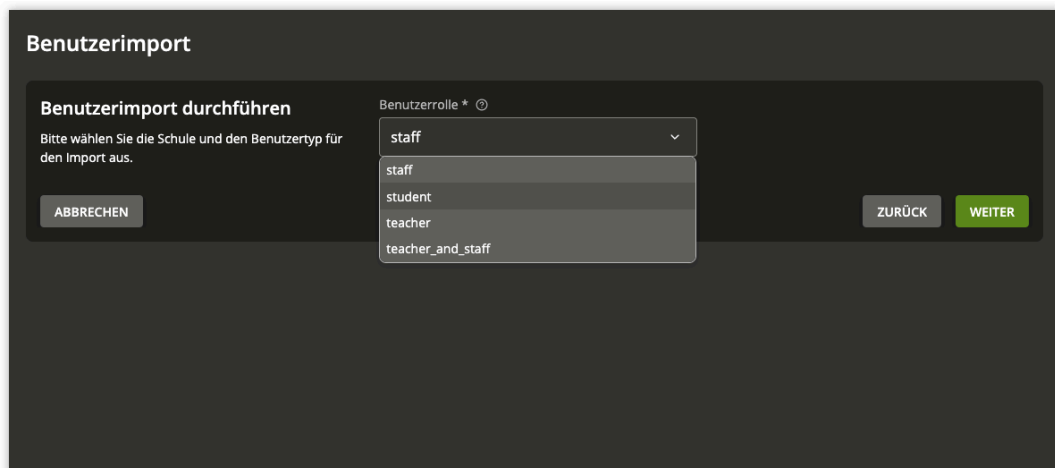 Benutzerimport
Benutzerimport durchführen
Bitte wählen Sie die Schule und den Benutzertyp für
den Import aus.
Benutzerrolle *
staff
staff
student
teacher
teacher_and_staff
ABBRECHEN
ZURÜCK
WEITER